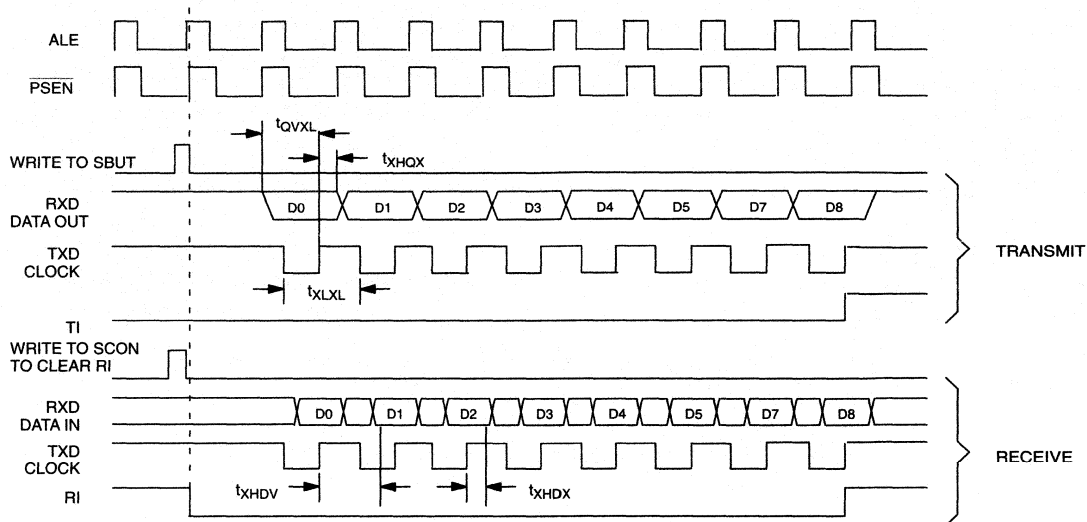 ALE
PSEN
tQVXL
tXHQX
WRITE TO SBUT
RXD
DATA OUT
D0 D1 D2 D3 D4 D5 D7 D8
TXD
CLOCK
TRANSMIT
tXLXL
TI
WRITE TO SCON
TO CLEAR RI
RXD
DATA IN
D0 D1 D2 D3 D4 D5 D7 D8
TXD
CLOCK
RECEIVE
tXHDV
tXHDX
RI